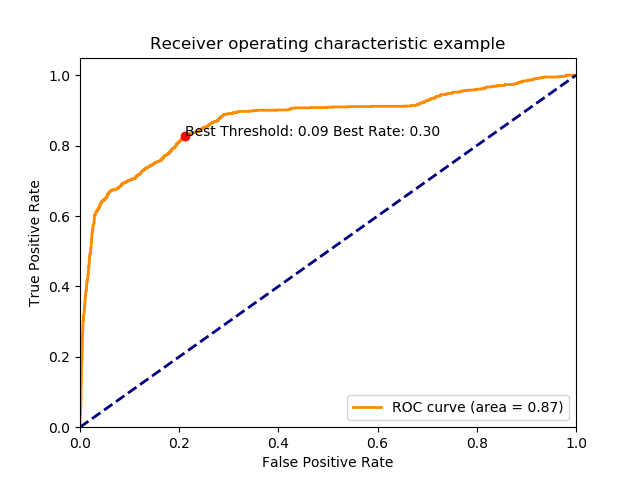 Receiver operating characteristic example
1.0
0.8
0.6
0.4
0.2
0.0
True Positive Rate
Best Threshold: 0.09 Best Rate: 0.30
ROC curve (area = 0.87)
0.0 0.2 0.4 0.6 0.8 1.0
False Positive Rate